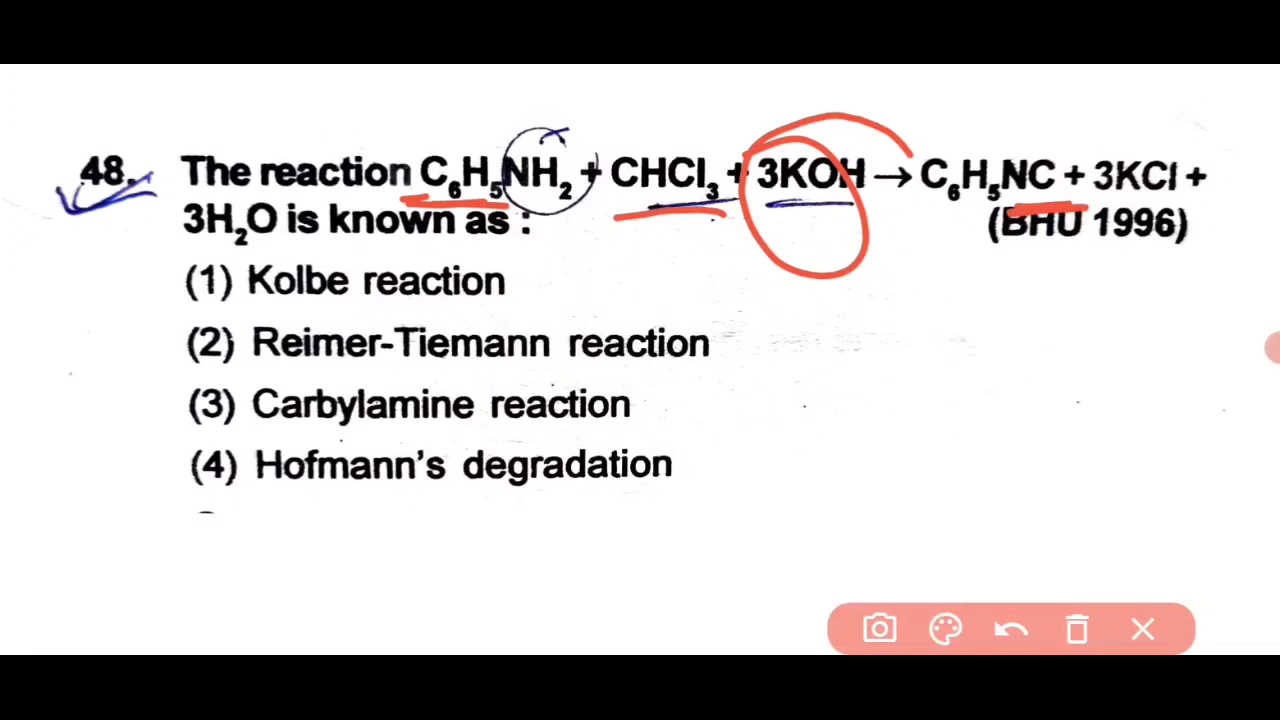 48. The reaction C₆H₅NH₂ + CHCl₃ + 3KOH → C₆H₅NC + 3KCl +
3H₂O is known as : (BHU 1996)
(1) Kolbe reaction
(2) Reimer-Tiemann reaction
(3) Carbylamine reaction
(4) Hofmann's degradation